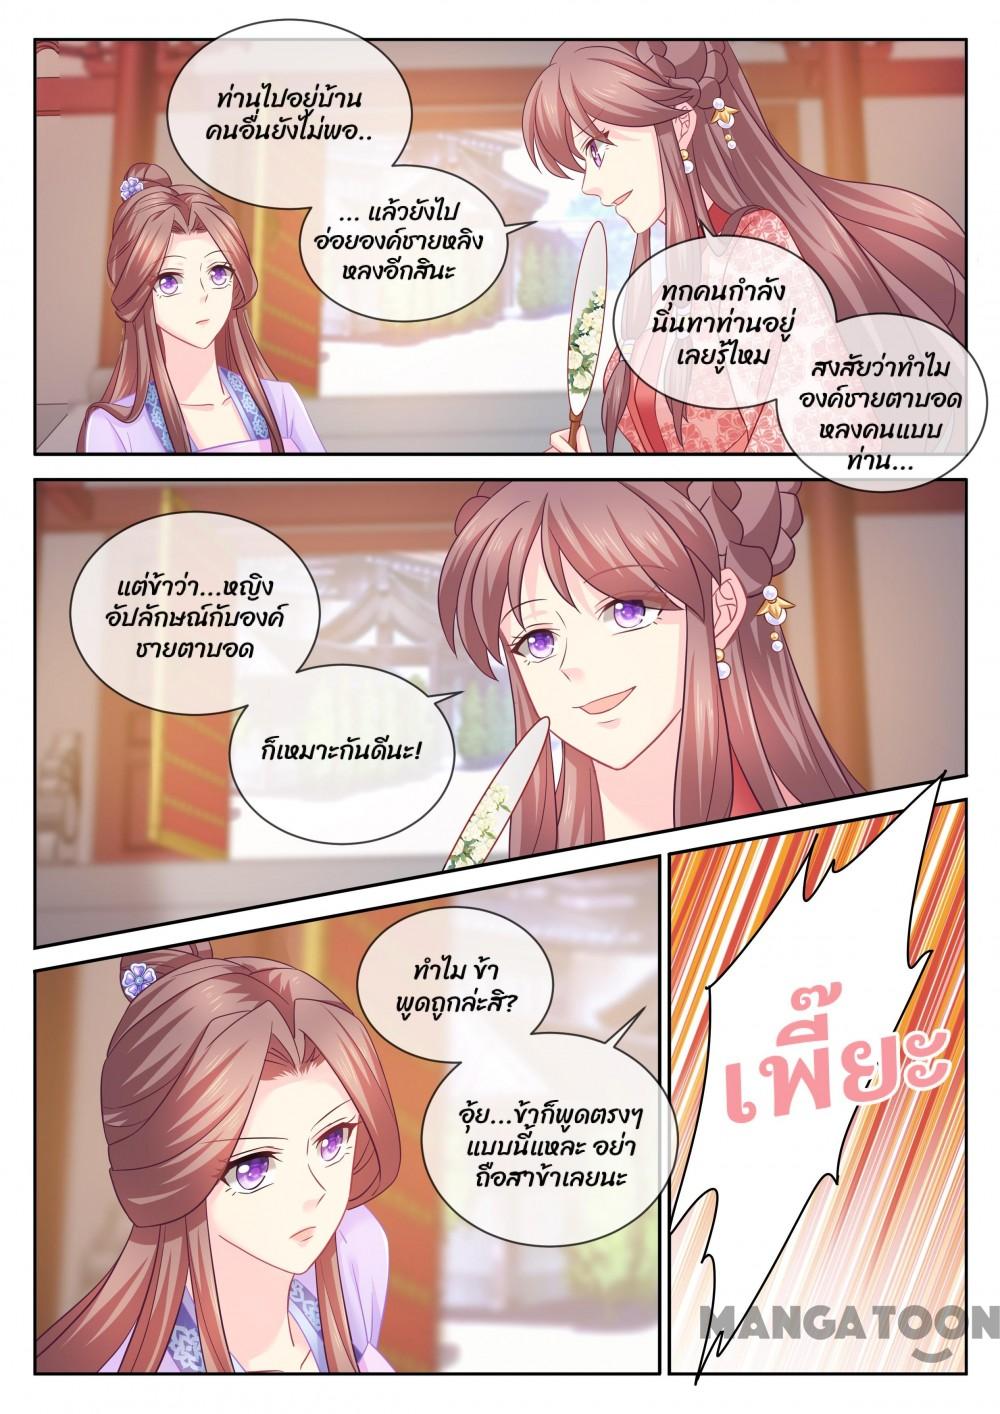 ท่านไปอยู่บ้าน
คนอื่นยังไม่พอ..
... แล้วยังไป
อ่อยองค์ชายหลิง
หลงอีกสินะ
ทุกคนกำลัง
นินทาท่านอยู่
เลยรู้ไหม
สงสัยว่าทำไม
องค์ชายตาบอด
หลงคนแบบ
ท่าน...
แต่ข้าว่า...หญิง
อัปลักษณ์กับองค์
ชายตาบอด
ก็เหมาะกันดีนะ!
ทำไม ข้า
พูดถูกล่ะสิ?
อุ้ย...ข้าก็พูดตรงๆ
แบบนี้แหละ อย่า
ถือสาข้าเลยนะ
เพี๊ยะ
MANGATOON